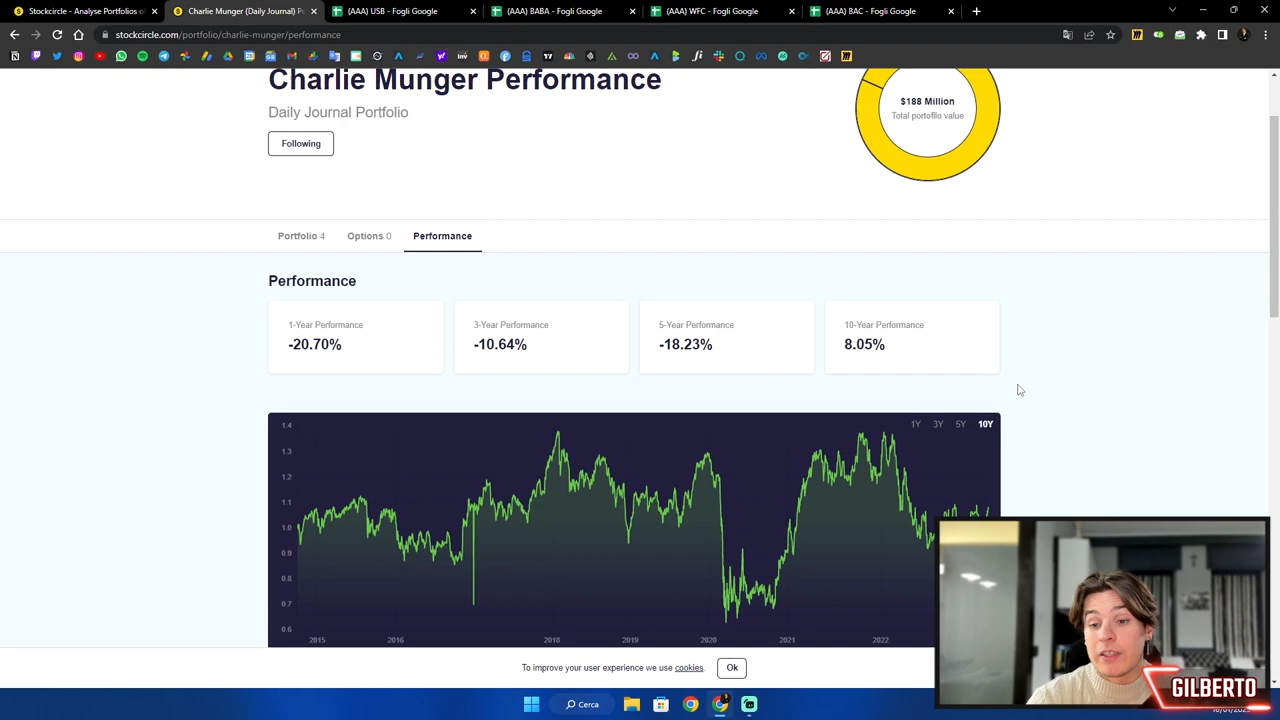 Stockircle - Analyse Portfolios o
Charlie Munger (Daily Journal) Po
(AAA) USB - Fogli Google
(AAA) BABA - Fogli Google
(AAA) WFC - Fogli Google
(AAA) BAC - Fogli Google
stockcircle.com/portfolio/charlie-munger/performance
Charlie Munger Performance
Daily Journal Portfolio
Following
$188 Million
Total portoflio value
Portfolio 4
Options 0
Performance
Performance
1-Year Performance
-20.70%
3-Year Performance
-10.64%
5-Year Performance
-18.23%
10-Year Performance
8.05%
1Y 3Y 5Y 10Y
1.4
1.3
1.2
1.1
1.0
0.9
0.8
0.7
0.6
2015 2016 2018 2019 2020 2021 2022
To improve your user experience we use cookies.
Ok
Cerca
GILBERTO